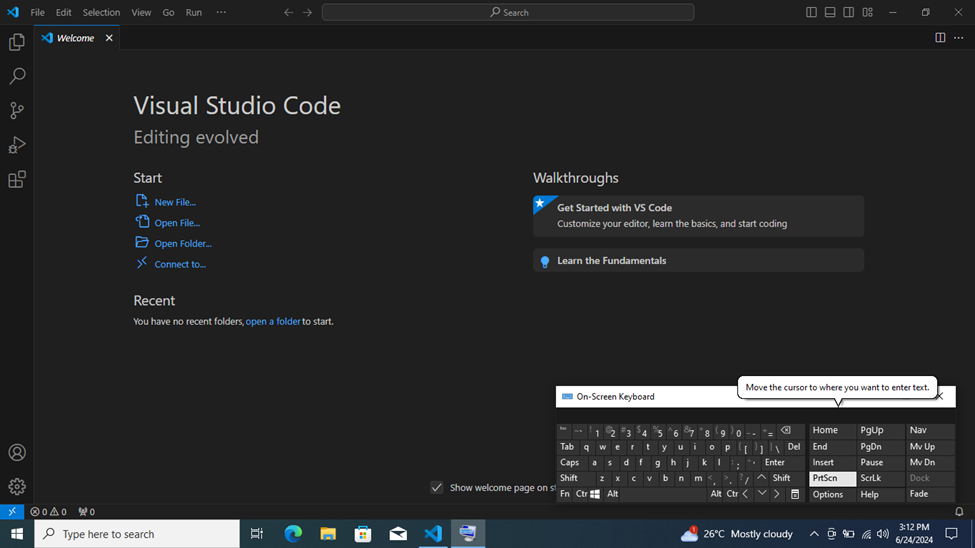 File Edit Selection View Go Run ···
Search
Welcome
Visual Studio Code
Editing evolved
Start
New File...
Open File...
Open Folder...
Connect to...
Recent
You have no recent folders, open a folder to start.
Walkthroughs
Get Started with VS Code
Customize your editor, learn the basics, and start coding
Learn the Fundamentals
Show welcome page on st
Move the cursor to where you want to enter text.
On-Screen Keyboard
Esc ~ ` ! 1 @ 2 # 3 $ 4 % 5 ^ 6 & 7 * 8 ( 9 ) 0 _ - + = Home PgUp Nav
Tab q w e r t y u i o p { [ } ] | \ Del End PgDn Mv Up
Caps a s d f g h j k l : ; " ' Enter Insert Pause Mv Dn
Shift z x c v b n m < , > . ? / Shift PrtScn ScrLk Dock
Fn Ctr Alt Alt Ctr Options Help Fade
0 0 0
Type here to search
26°C Mostly cloudy
1
3:12 PM
6/24/2024